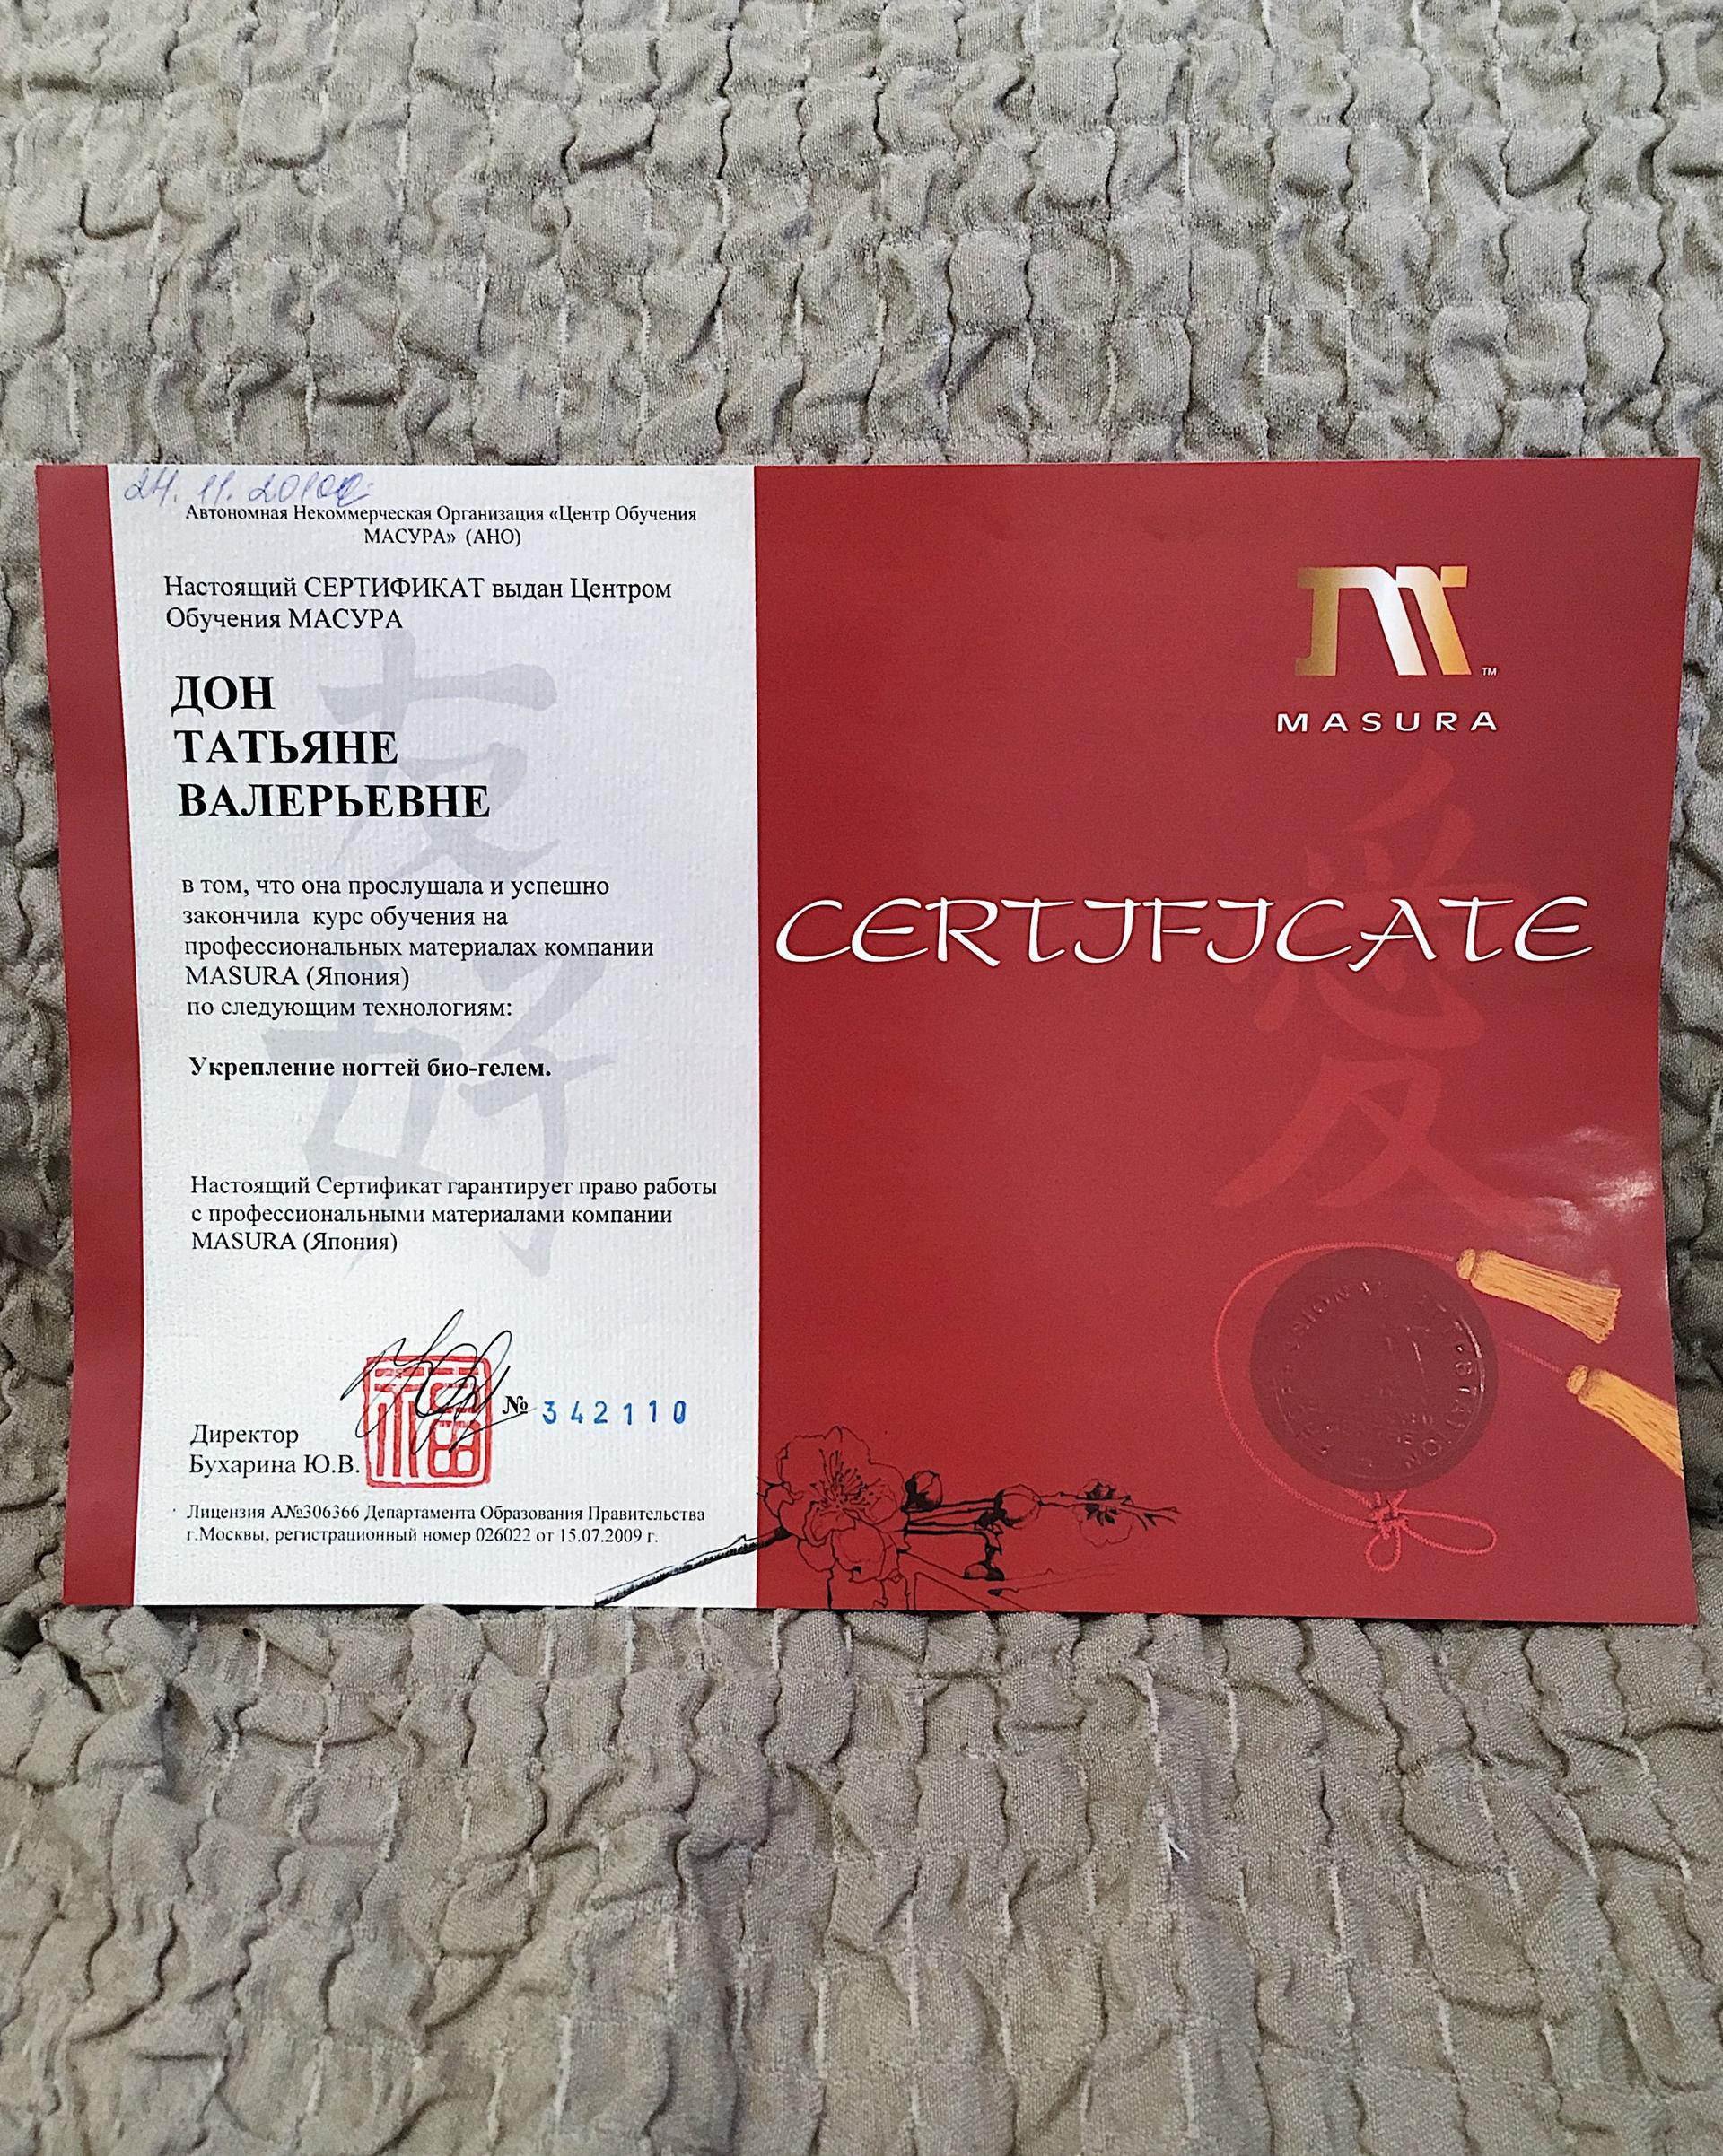 24.11.2010г.
Автономная Некоммерческая Организация «Центр Обучения
МАСУРА» (АНО)
Настоящий СЕРТИФИКАТ выдан Центром
Обучения МАСУРА
ДОН
ТАТЬЯНЕ
ВАЛЕРЬЕВНЕ
в том, что она прослушала и успешно
закончила курс обучения на
профессиональных материалах компании
MASURA (Япония)
по следующим технологиям:
Укрепление ногтей био-гелем.
Настоящий Сертификат гарантирует право работы
с профессиональными материалами компании
MASURA (Япония)
№ 342110
Директор
Бухарина Ю.В.
福
Лицензия А№306366 Департамента Образования Правительства
г.Москвы, регистрационный номер 026022 от 15.07.2009 г.
TM
MASURA
CERTIFICATE